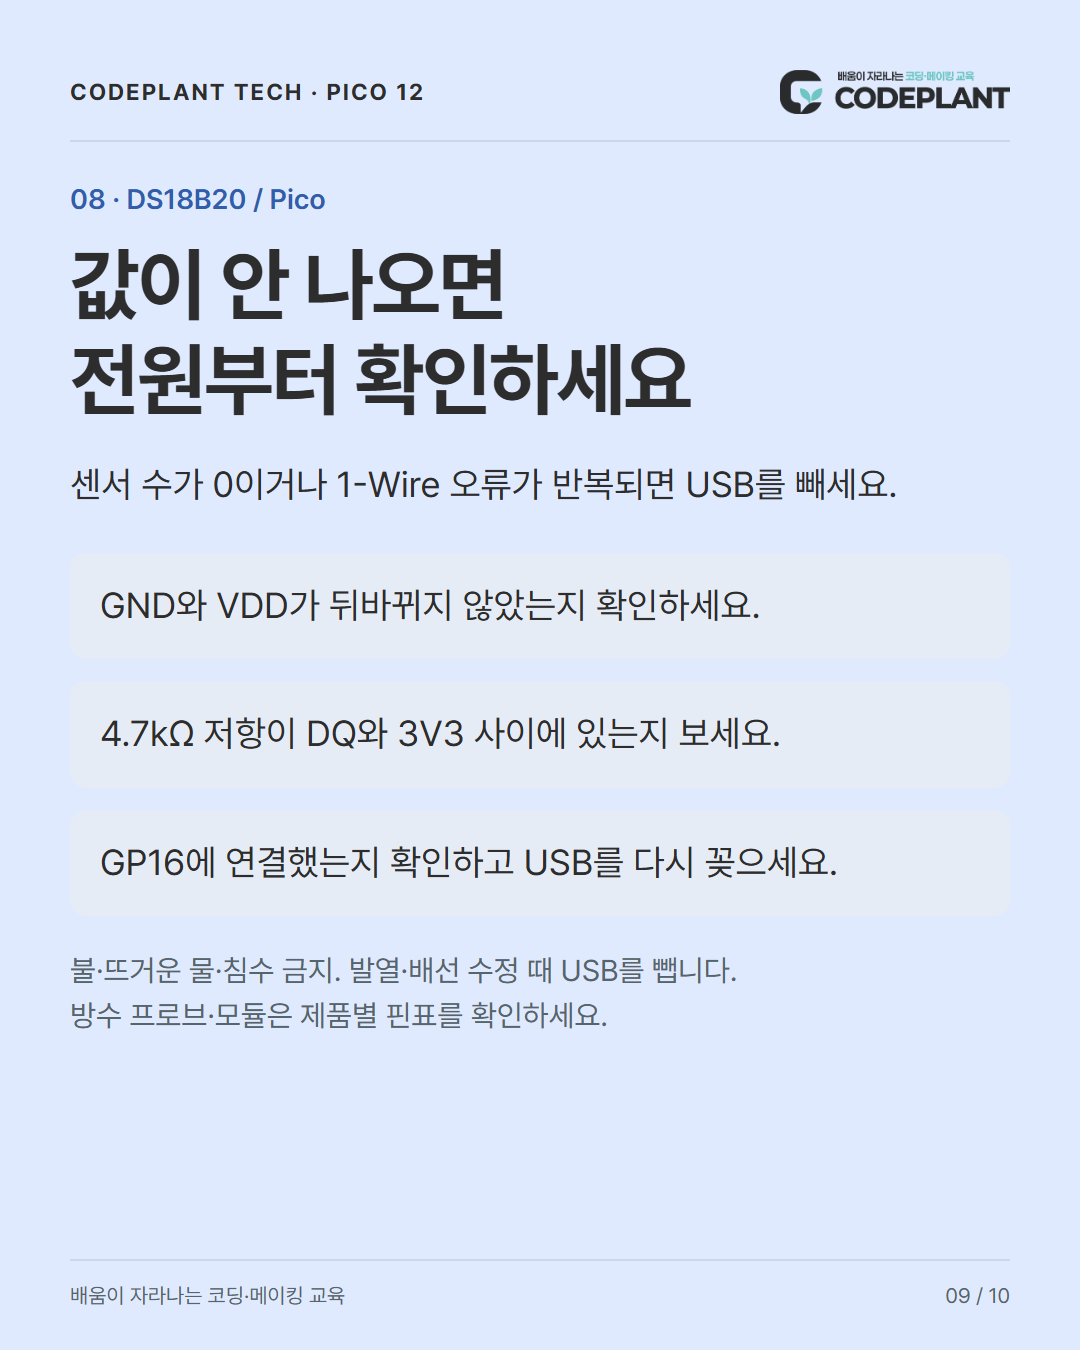 CODEPLANT TECH · PICO 12
배움이 자라나는 코딩·메이킹 교육
CODEPLANT
08 · DS18B20 / Pico
값이 안 나오면
전원부터 확인하세요
센서 수가 0이거나 1-Wire 오류가 반복되면 USB를 빼세요.
GND와 VDD가 뒤바뀌지 않았는지 확인하세요.
4.7kΩ 저항이 DQ와 3V3 사이에 있는지 보세요.
GP16에 연결했는지 확인하고 USB를 다시 꽂으세요.
불·뜨거운 물·침수 금지. 발열·배선 수정 때 USB를 뺍니다.
방수 프로브·모듈은 제품별 핀표를 확인하세요.
배움이 자라나는 코딩·메이킹 교육
09 / 10